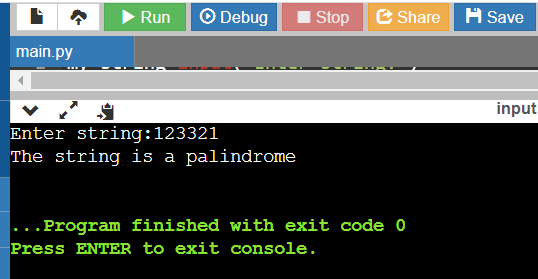 Run Debug Stop Share Save
main.py
input
Enter string:123321
The string is a palindrome
...Program finished with exit code 0
Press ENTER to exit console.